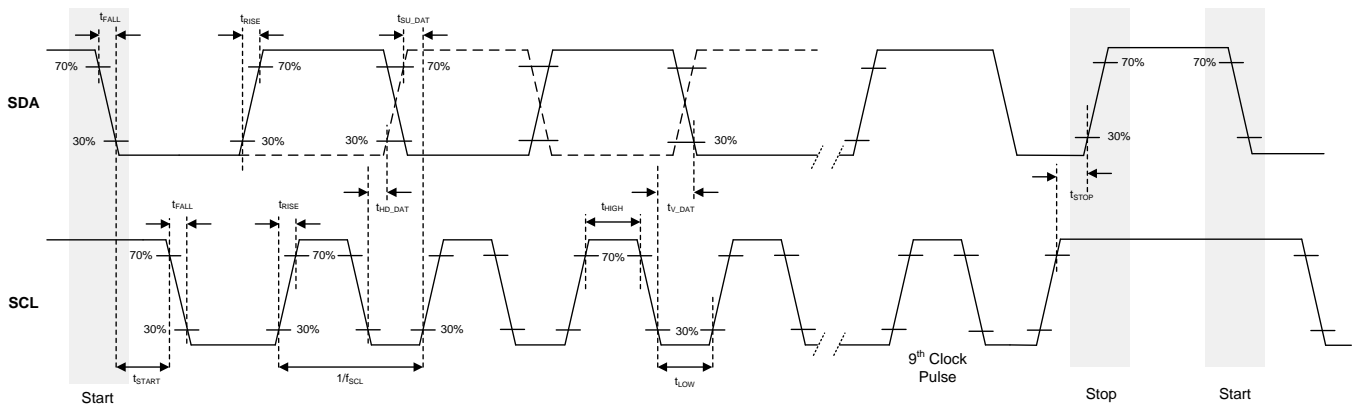 tFALL tRISE tSU_DAT
70% 70% 70% 70% 70%
SDA
30% 30% 30% 30% 30%
tSTOP
tFALL tRISE tHD_DAT tHIGH tV_DAT
70% 70% 70%
SCL
30% 30% 30% 30%
tSTART 1/fSCL tLOW
9th Clock
Pulse
Start Stop Start